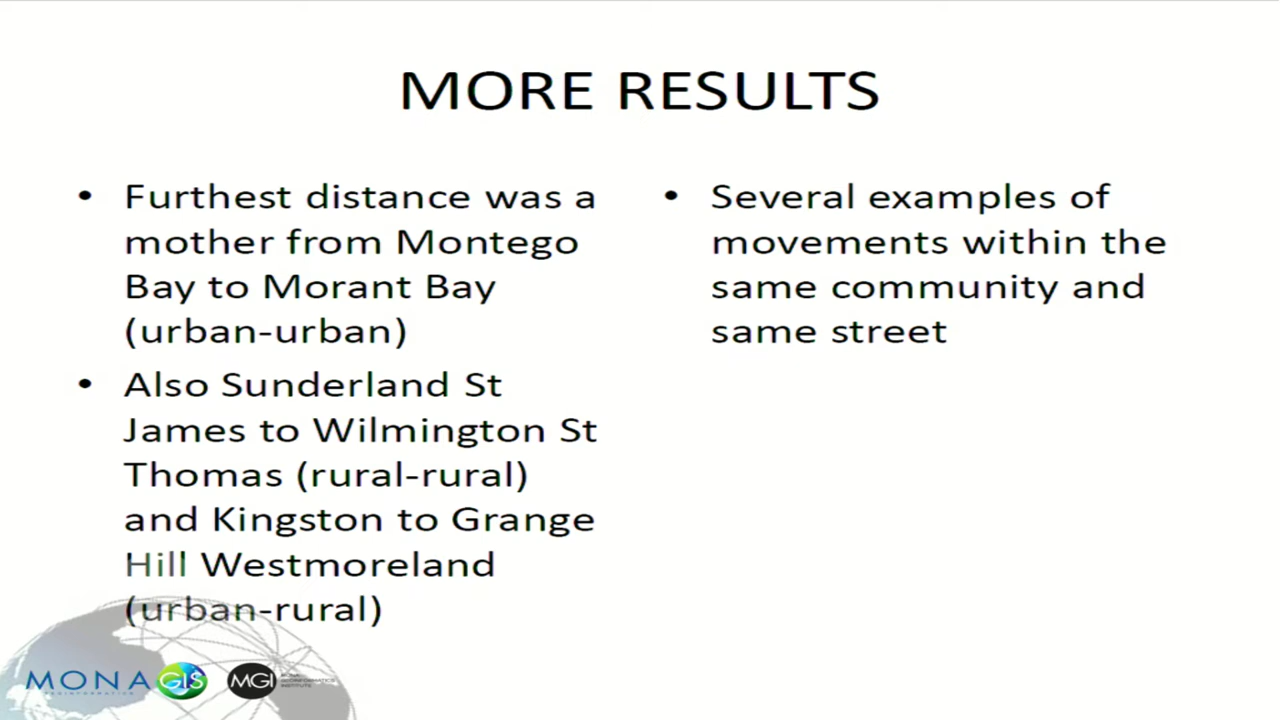 MORE RESULTS
• Furthest distance was a
mother from Montego
Bay to Morant Bay
(urban-urban)
• Also Sunderland St
James to Wilmington St
Thomas (rural-rural)
and Kingston to Grange
Hill Westmoreland
(urban-rural)
• Several examples of
movements within the
same community and
same street
MONA GIS
MGI